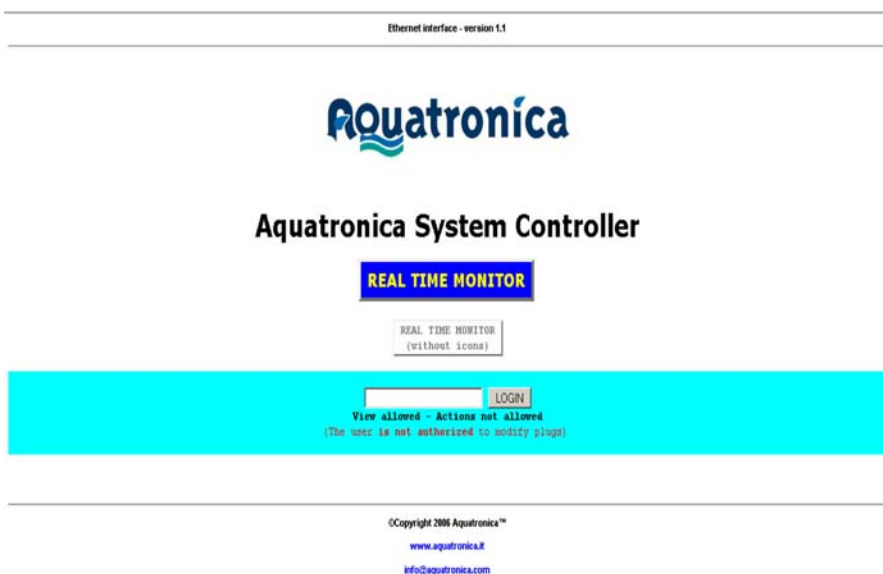 Ethernet interface - version 1.1
Aquatronica
Aquatronica System Controller
REAL TIME MONITOR
REAL TIME MONITOR
(without icons)
LOGIN
View allowed - Actions not allowed
(The user is not authorized to modify plugs)
©Copyright 2006 Aquatronica™
www.aquatronica.it
info@aquatronica.com